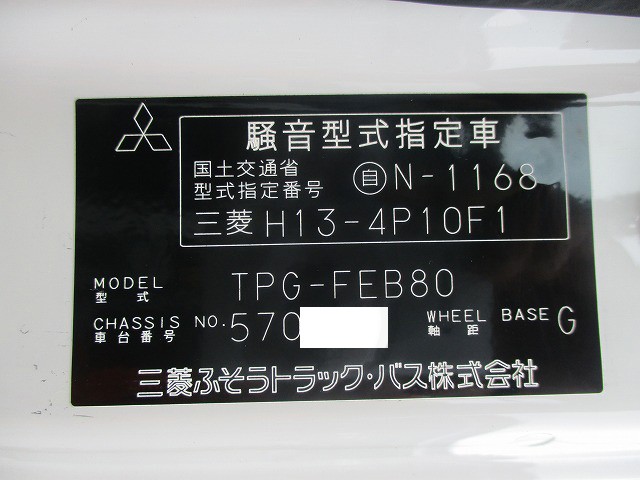 騒音型式指定車
国土交通省
型式指定番号 自 N-1168
三菱 H13-4P10F1
MODEL 型式 TPG-FEB80
CHASSIS NO. 車台番号 570 WHEEL BASE 軸距 G
三菱ふそうトラック・バス株式会社